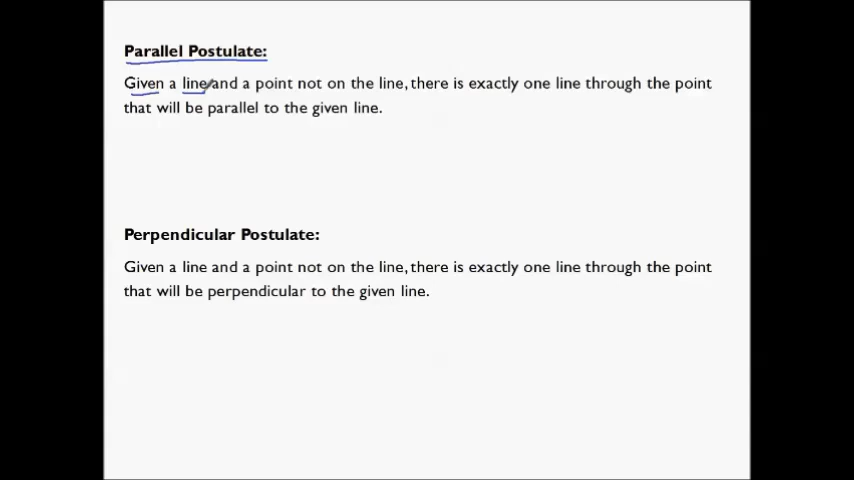 Parallel Postulate:
Given a line and a point not on the line, there is exactly one line through the point
that will be parallel to the given line.
Perpendicular Postulate:
Given a line and a point not on the line, there is exactly one line through the point
that will be perpendicular to the given line.